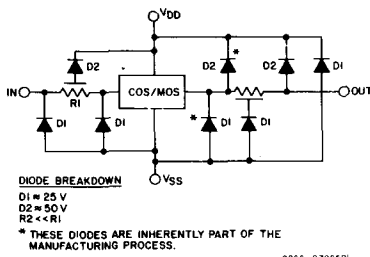 VDD
D2
* D2
D2
D1
IN
R1
COS/MOS
OUT
D1
D1
* D1
D1
VSS
DIODE BREAKDOWN
D1 ≈ 25 V
D2 ≈ 50 V
R2 << R1
* THESE DIODES ARE INHERENTLY PART OF THE
MANUFACTURING PROCESS.